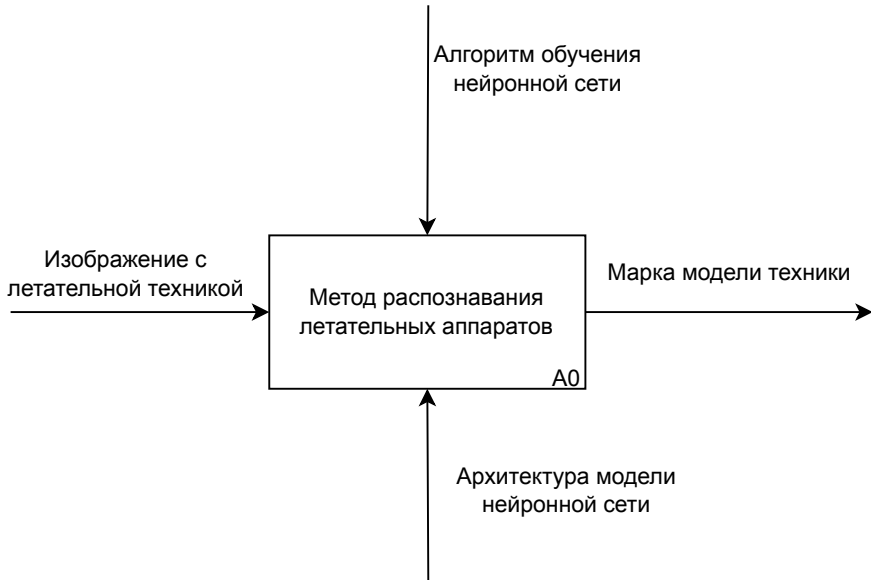 Алгоритм обучения
нейронной сети
Изображение с
летательной техникой
Метод распознавания
летательных аппаратов
A0
Марка модели техники
Архитектура модели
нейронной сети